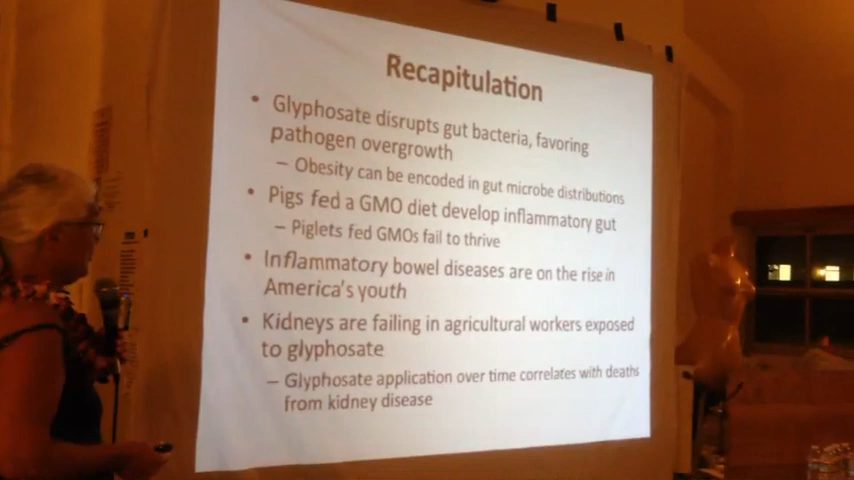 Recapitulation
• Glyphosate disrupts gut bacteria, favoring
pathogen overgrowth
– Obesity can be encoded in gut microbe distributions
• Pigs fed a GMO diet develop inflammatory gut
– Piglets fed GMOs fail to thrive
• Inflammatory bowel diseases are on the rise in
America's youth
• Kidneys are failing in agricultural workers exposed
to glyphosate
– Glyphosate application over time correlates with deaths
from kidney disease